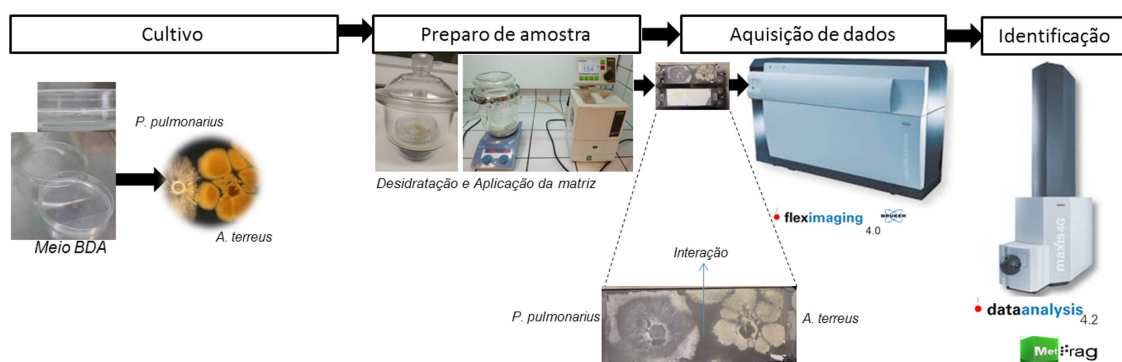 Cultivo
Preparo de amostra
Aquisição de dados
Identificação
P. pulmonarius
A. terreus
Meio BDA
Desidratação e Aplicação da matriz
fleximaging
4.0
BRUKER
Interação
P. pulmonarius
A. terreus
maxis4G
dataanalysis
4.2
MetFrag